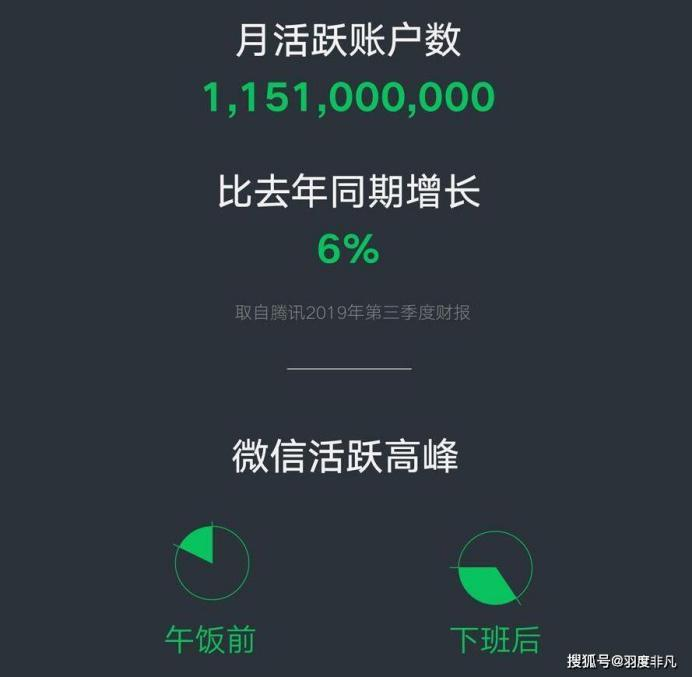 月活跃账户数
1,151,000,000
比去年同期增长
6%
取自腾讯2019年第三季度财报
微信活跃高峰
午饭前
下班后
搜狐号@羽度非凡